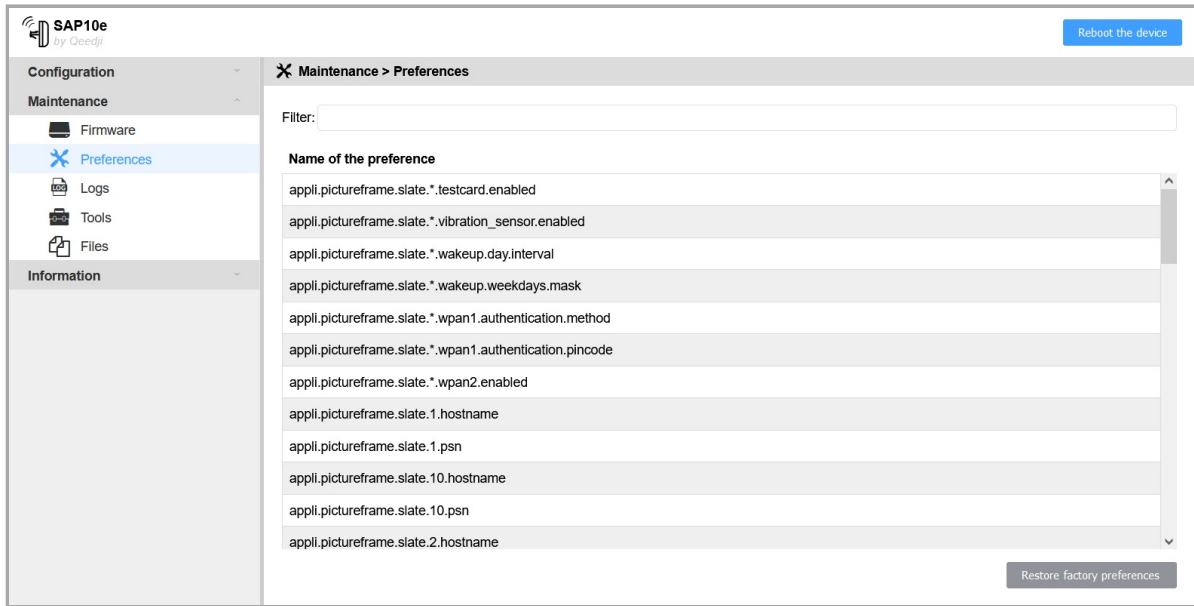 SAP10e
by Qeedji
Reboot the device
Configuration
Maintenance
Firmware
Preferences
LOG
Logs
Tools
Files
Information
Maintenance > Preferences
Filter:
Name of the preference
appli.pictureframe.slate.*.testcard.enabled
appli.pictureframe.slate.*.vibration_sensor.enabled
appli.pictureframe.slate.*.wakeup.day.interval
appli.pictureframe.slate.*.wakeup.weekdays.mask
appli.pictureframe.slate.*.wpan1.authentication.method
appli.pictureframe.slate.*.wpan1.authentication.pincode
appli.pictureframe.slate.*.wpan2.enabled
appli.pictureframe.slate.1.hostname
appli.pictureframe.slate.1.psn
appli.pictureframe.slate.10.hostname
appli.pictureframe.slate.10.psn
appli.pictureframe.slate.2.hostname
Restore factory preferences